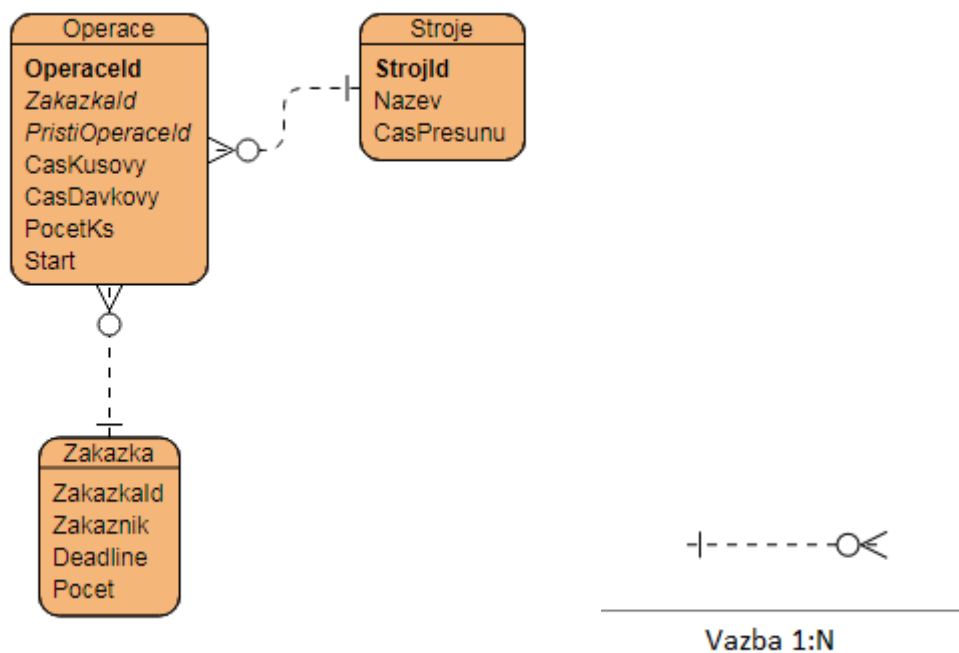 Operace
OperaceId
ZakazkaId
PristiOperaceId
CasKusovy
CasDavkovy
PocetKs
Start
Stroje
StrojId
Nazev
CasPresunu
Zakazka
ZakazkaId
Zakaznik
Deadline
Pocet
Vazba 1:N